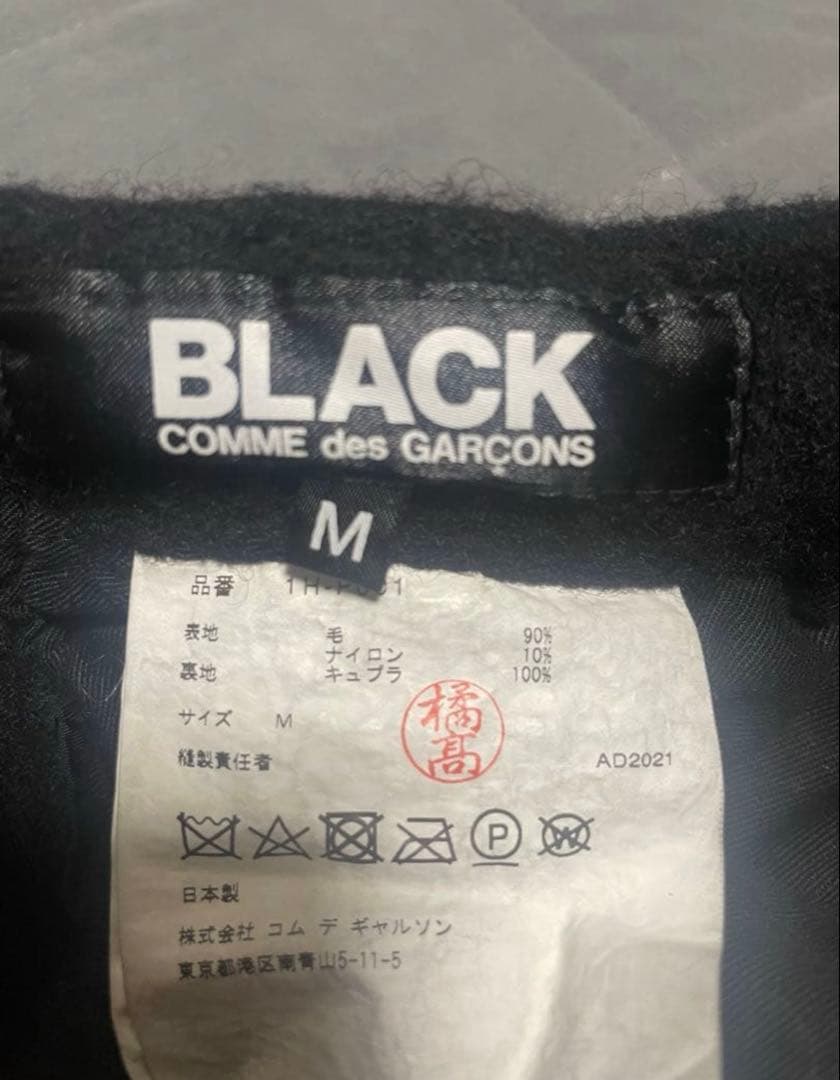 BLACK
COMME des GARÇONS
M
品番
表地 毛 90%
ナイロン 10%
裏地 キュプラ 100%
サイズ M
橘高
縫製責任者 AD2021
P
W
日本製
株式会社 コム デ ギャルソン
東京都港区南青山5-11-5